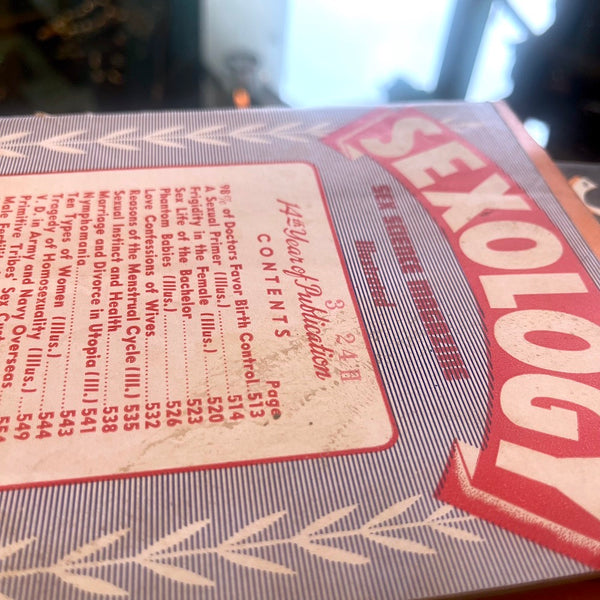 SEXOLOGY
SEX SCIENCE MAGAZINE
Illustrated
14th Year of Publication
CONTENTS
Page
98% of Doctors Favor Birth Control 513
A Sexual Primer (Illus.) 514
Frigidity in the Female (Illus.) 520
Sex Life of the Bachelor 523
Phantom Babies (Illus.) 526
Love Confessions of Wives 532
Reasons of the Menstrual Cycle (Ill.) 535
Sexual Instinct and Health 538
Marriage and Divorce in Utopia (Ill.) 541
Nymphomania 543
Ten Types of Women (Illus.) 544
Tragedy of Homosexuality (Illus.) 549
V.D. in Army and Navy Overseas
Primitive Tribes' Sex
Male